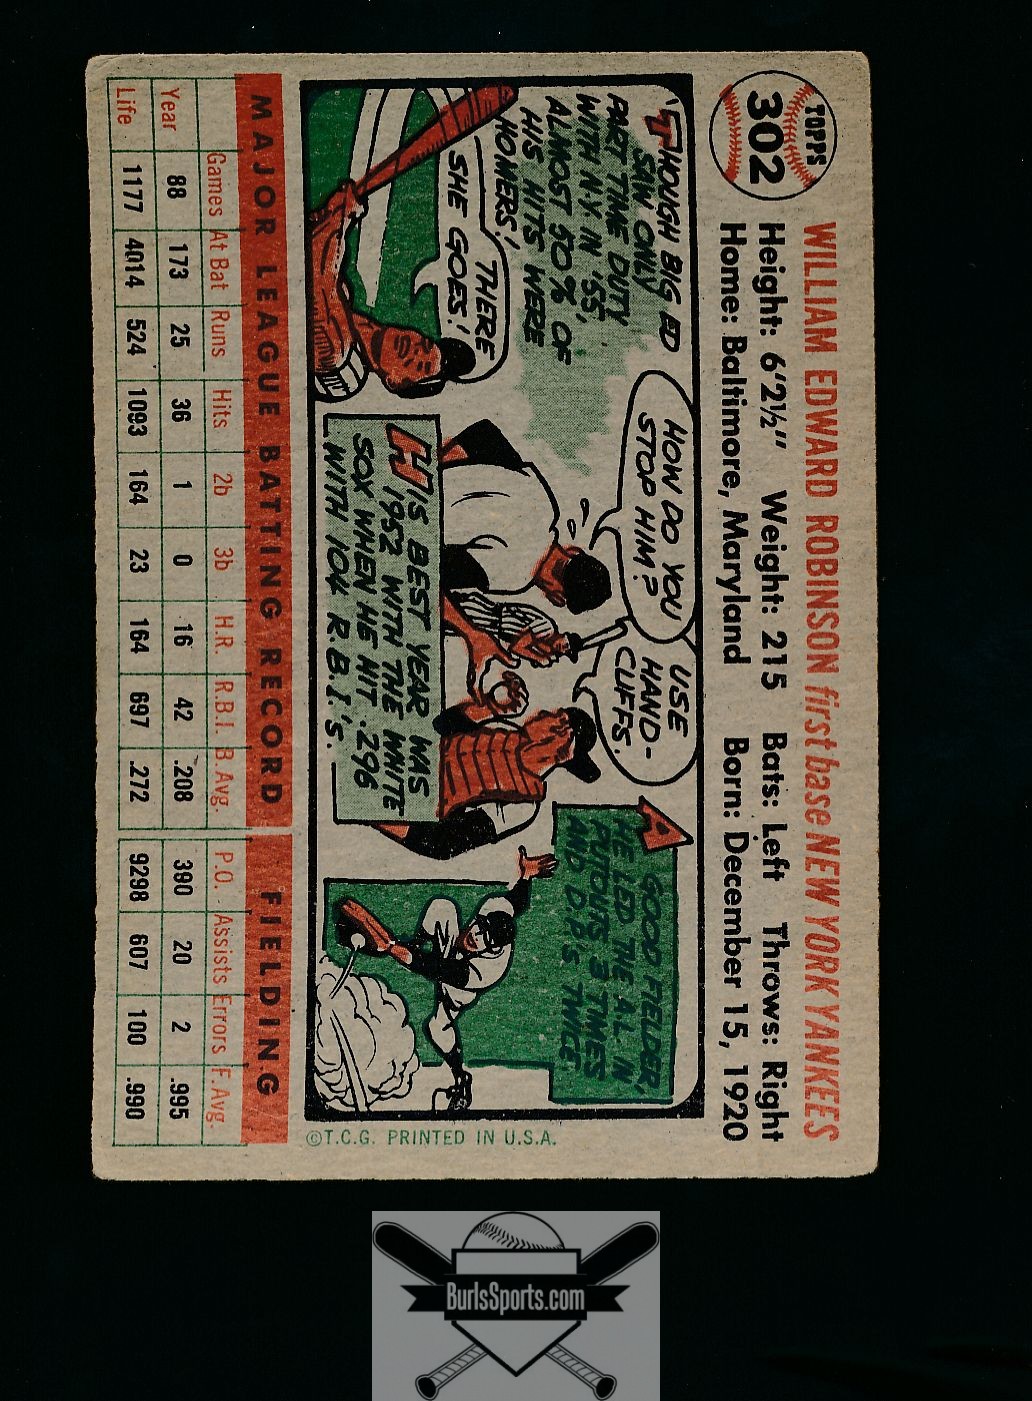 TOPPS
302
WILLIAM EDWARD ROBINSON first base NEW YORK YANKEES
Height: 6'2½" Weight: 215 Bats: Left Throws: Right
Home: Baltimore, Maryland Born: December 15, 1920
THOUGH BIG ED
SAW ONLY
PART TIME DUTY
WITH N.Y. IN '55,
ALMOST 50% OF
HIS HITS WERE
HOMERS!
THERE
SHE GOES!
HOW DO YOU
STOP HIM?
USE
HAND-
CUFFS.
HIS BEST YEAR WAS
1952 WITH THE WHITE
SOX WHEN HE HIT .296
WITH 104 R.B.I.'s.
A GOOD FIELDER,
HE LED THE A.L. IN
PUTOUTS 3 TIMES
AND D.P.'s TWICE.
©T.C.G. PRINTED IN U.S.A.
MAJOR LEAGUE BATTING RECORD FIELDING
Games At Bat Runs Hits 2b 3b H.R. R.B.I. B.Avg. P.O. Assists Errors F.Avg.
Year 88 173 25 36 1 0 16 42 .208 390 20 2 .995
Life 1177 4014 524 1093 164 23 164 697 .272 9298 607 100 .990
BurlsSports.com